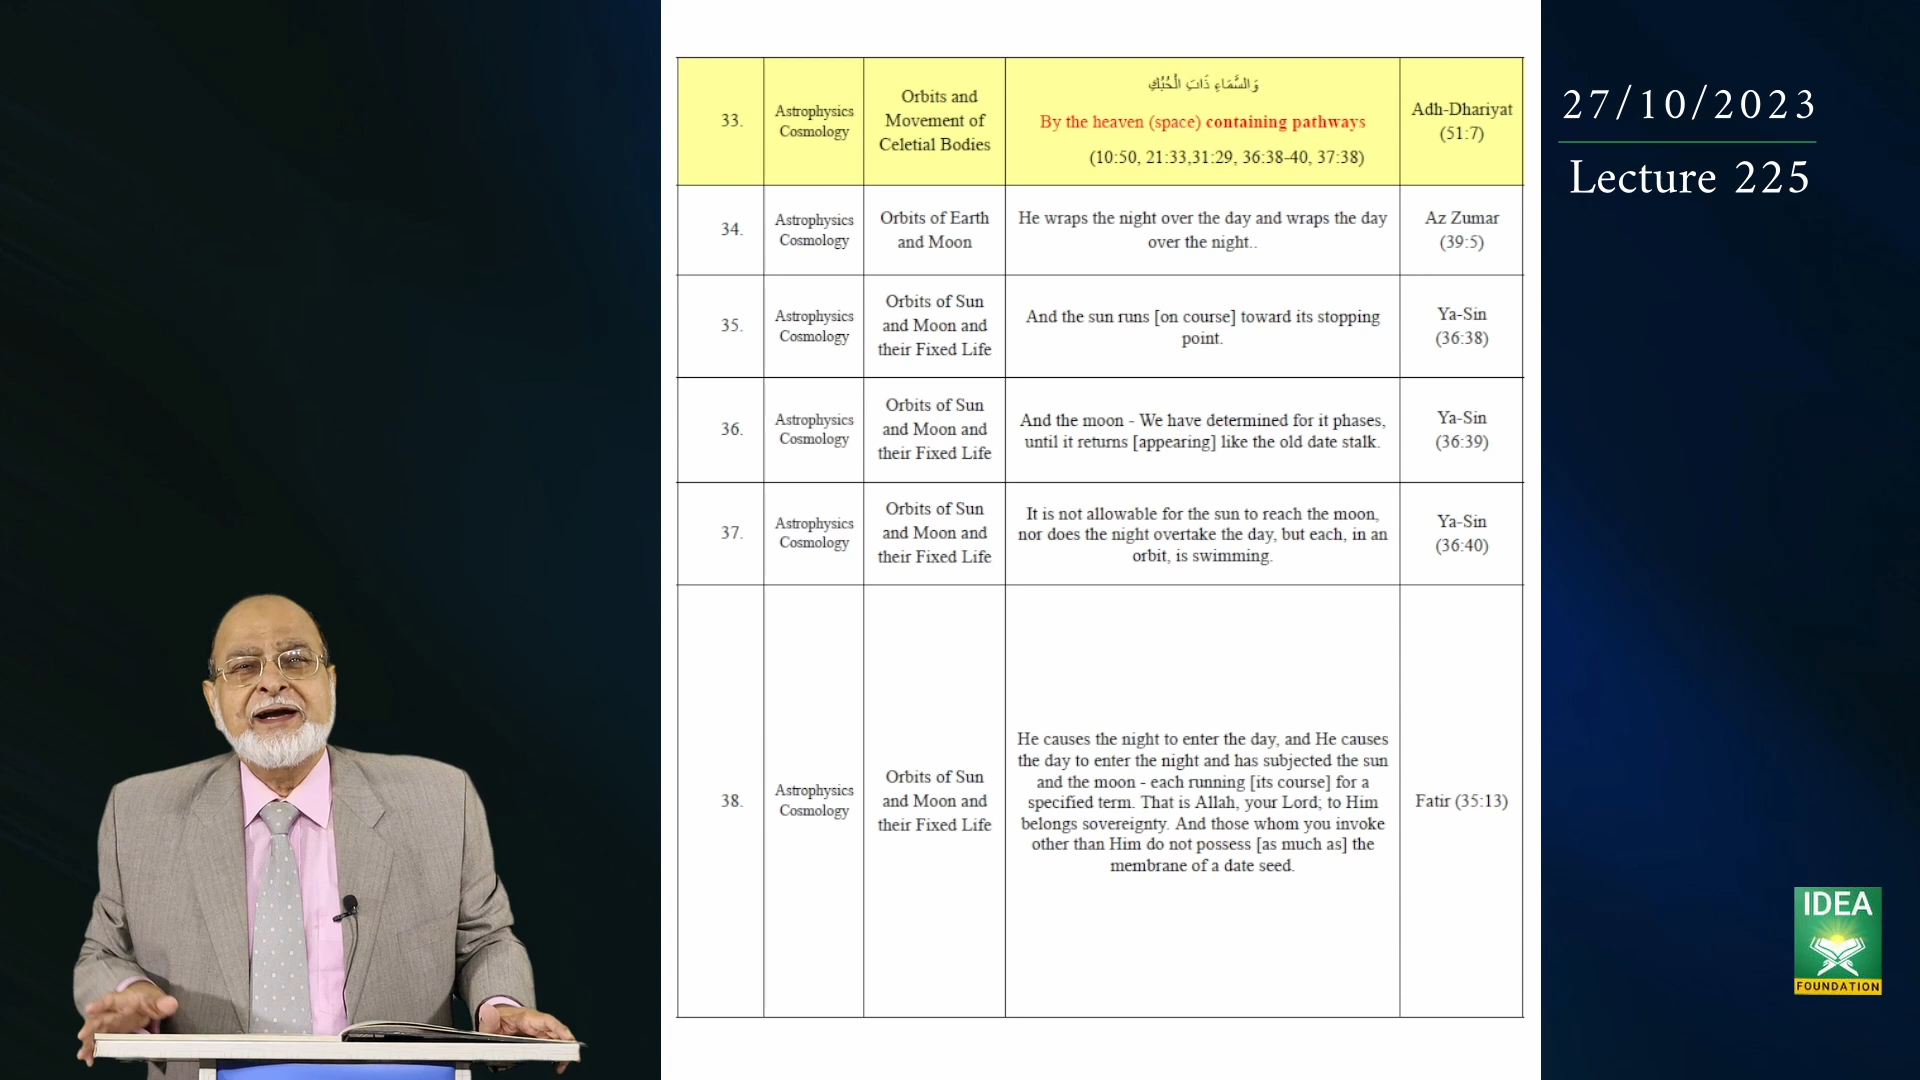 33.
Astrophysics
Cosmology
Orbits and
Movement of
Celetial Bodies
وَالسَّمَاءِ ذَاتِ الْحُبُكِ
By the heaven (space) containing pathways
(10:50, 21:33,31:29, 36:38-40, 37:38)
Adh-Dhariyat
(51:7)
34.
Astrophysics
Cosmology
Orbits of Earth
and Moon
He wraps the night over the day and wraps the day
over the night..
Az Zumar
(39:5)
35.
Astrophysics
Cosmology
Orbits of Sun
and Moon and
their Fixed Life
And the sun runs [on course] toward its stopping
point.
Ya-Sin
(36:38)
36.
Astrophysics
Cosmology
Orbits of Sun
and Moon and
their Fixed Life
And the moon - We have determined for it phases,
until it returns [appearing] like the old date stalk.
Ya-Sin
(36:39)
37.
Astrophysics
Cosmology
Orbits of Sun
and Moon and
their Fixed Life
It is not allowable for the sun to reach the moon,
nor does the night overtake the day, but each, in an
orbit, is swimming.
Ya-Sin
(36:40)
38.
Astrophysics
Cosmology
Orbits of Sun
and Moon and
their Fixed Life
He causes the night to enter the day, and He causes
the day to enter the night and has subjected the sun
and the moon - each running [its course] for a
specified term. That is Allah, your Lord; to Him
belongs sovereignty. And those whom you invoke
other than Him do not possess [as much as] the
membrane of a date seed.
Fatir (35:13)
27/10/2023
Lecture 225
IDEA
FOUNDATION